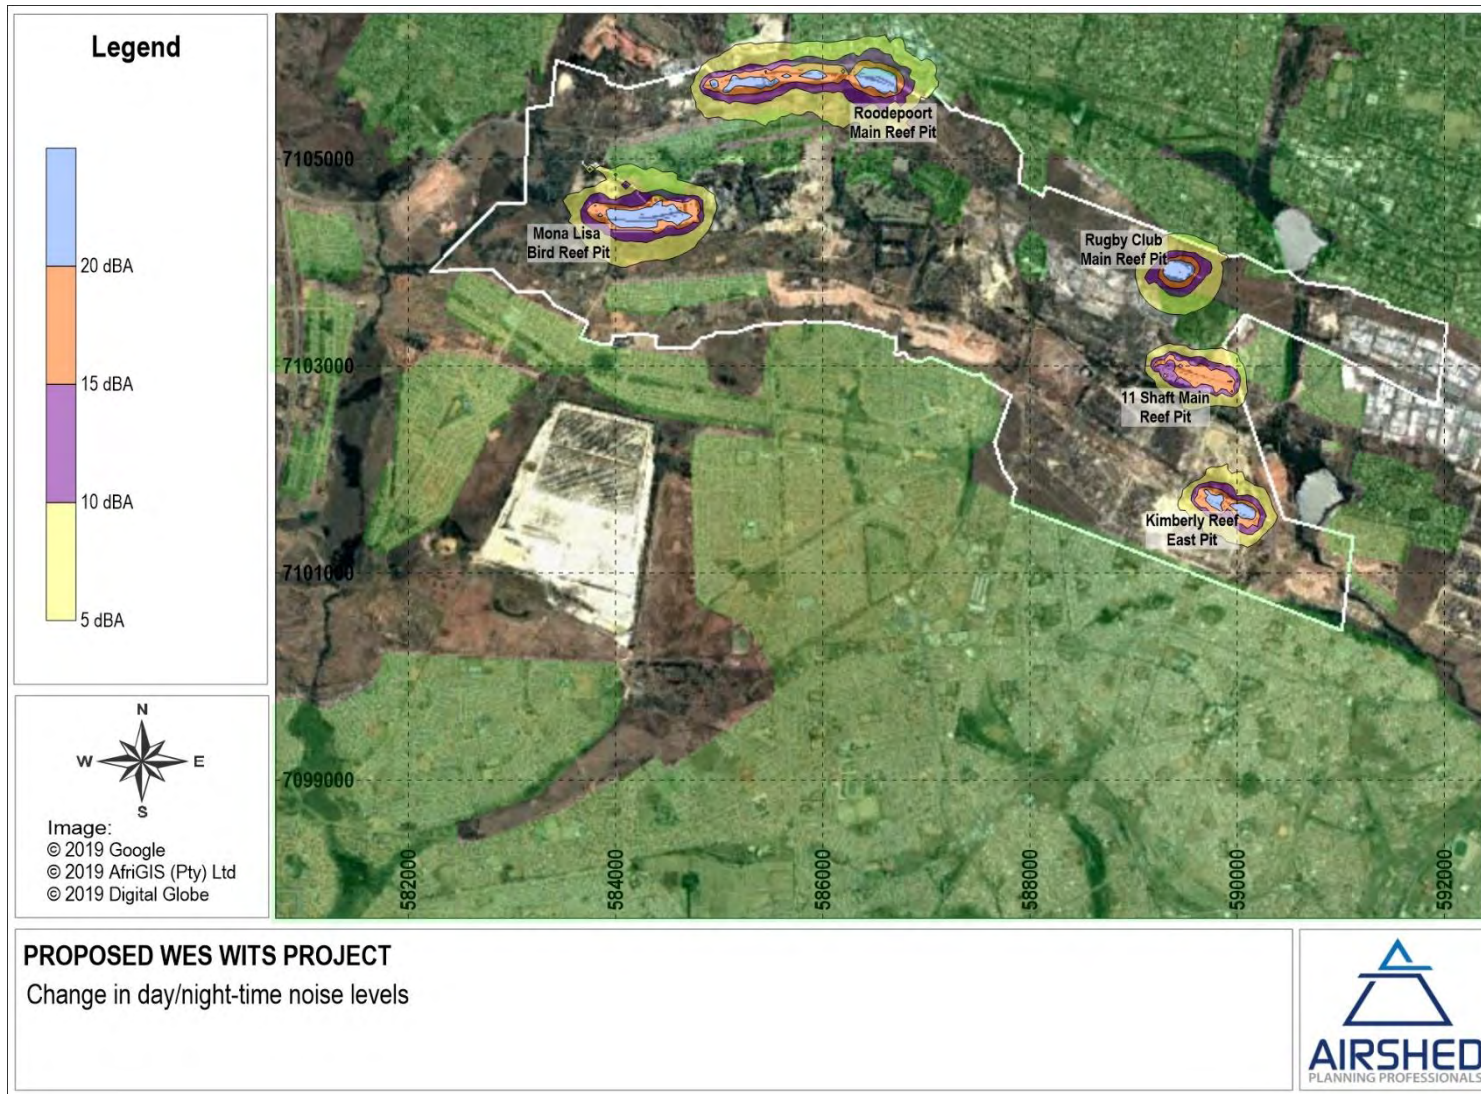 Legend
20 dBA
15 dBA
10 dBA
5 dBA
N
W
E
S
Image:
© 2019 Google
© 2019 AfriGIS (Pty) Ltd
© 2019 Digital Globe
Roodepoort
Main Reef Pit
7105000
Mona Lisa
Bird Reef Pit
Rugby Club
Main Reef Pit
7103000
11 Shaft Main
Reef Pit
Kimberly Reef
East Pit
7101000
7099000
582000
584000
586000
588000
590000
592000
PROPOSED WES WITS PROJECT
Change in day/night-time noise levels
AIRSHED
PLANNING PROFESSIONALS